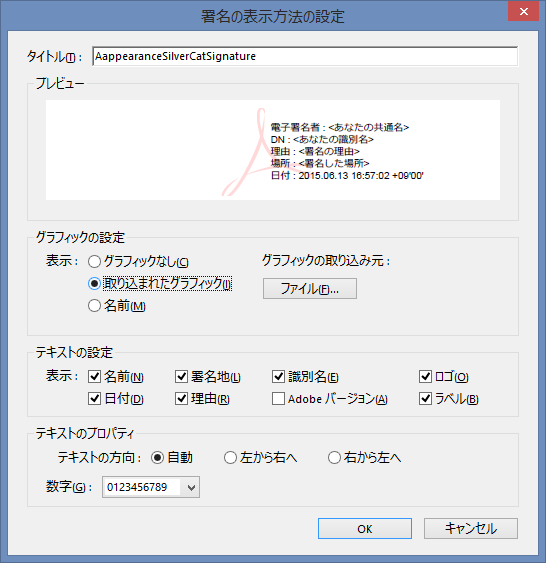 署名の表示方法の設定
タイトル(T) : AappearanceSilverCatSignature
プレビュー
電子署名者 : <あなたの共通名>
DN : <あなたの識別名>
理由 : <署名の理由>
場所 : <署名した場所>
日付 : 2015.06.13 16:57:02 +09'00'
グラフィックの設定
表示 : グラフィックなし(C) グラフィックの取り込み元 :
取り込まれたグラフィック(I) ファイル(F)...
名前(M)
テキストの設定
表示 : 名前(N) 署名地(L) 識別名(E) ロゴ(O)
日付(D) 理由(R) Adobe バージョン(A) ラベル(B)
テキストのプロパティ
テキストの方向 : 自動 左から右へ 右から左へ
数字(G) : 0123456789
OK キャンセル